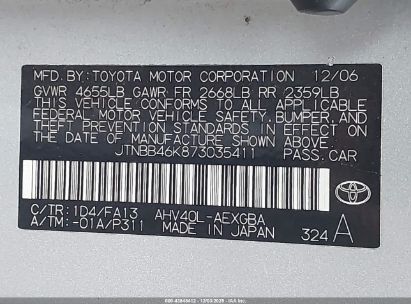 MFD. BY: TOYOTA MOTOR CORPORATION 12/06
GVWR 4655LB GAWR FR 2668LB RR 2359LB
THIS VEHICLE CONFORMS TO ALL APPLICABLE
FEDERAL MOTOR VEHICLE SAFETY, BUMPER, AND
THEFT PREVENTION STANDARDS IN EFFECT ON THE
DATE OF MANUFACTURE SHOWN ABOVE.
JTNBB46K873035411 PASS. CAR
C/TR: 1D4/FA13 AHV40L-AEXGBA
A/TM: -01A/P311 MADE IN JAPAN 324 A
TOYOTA